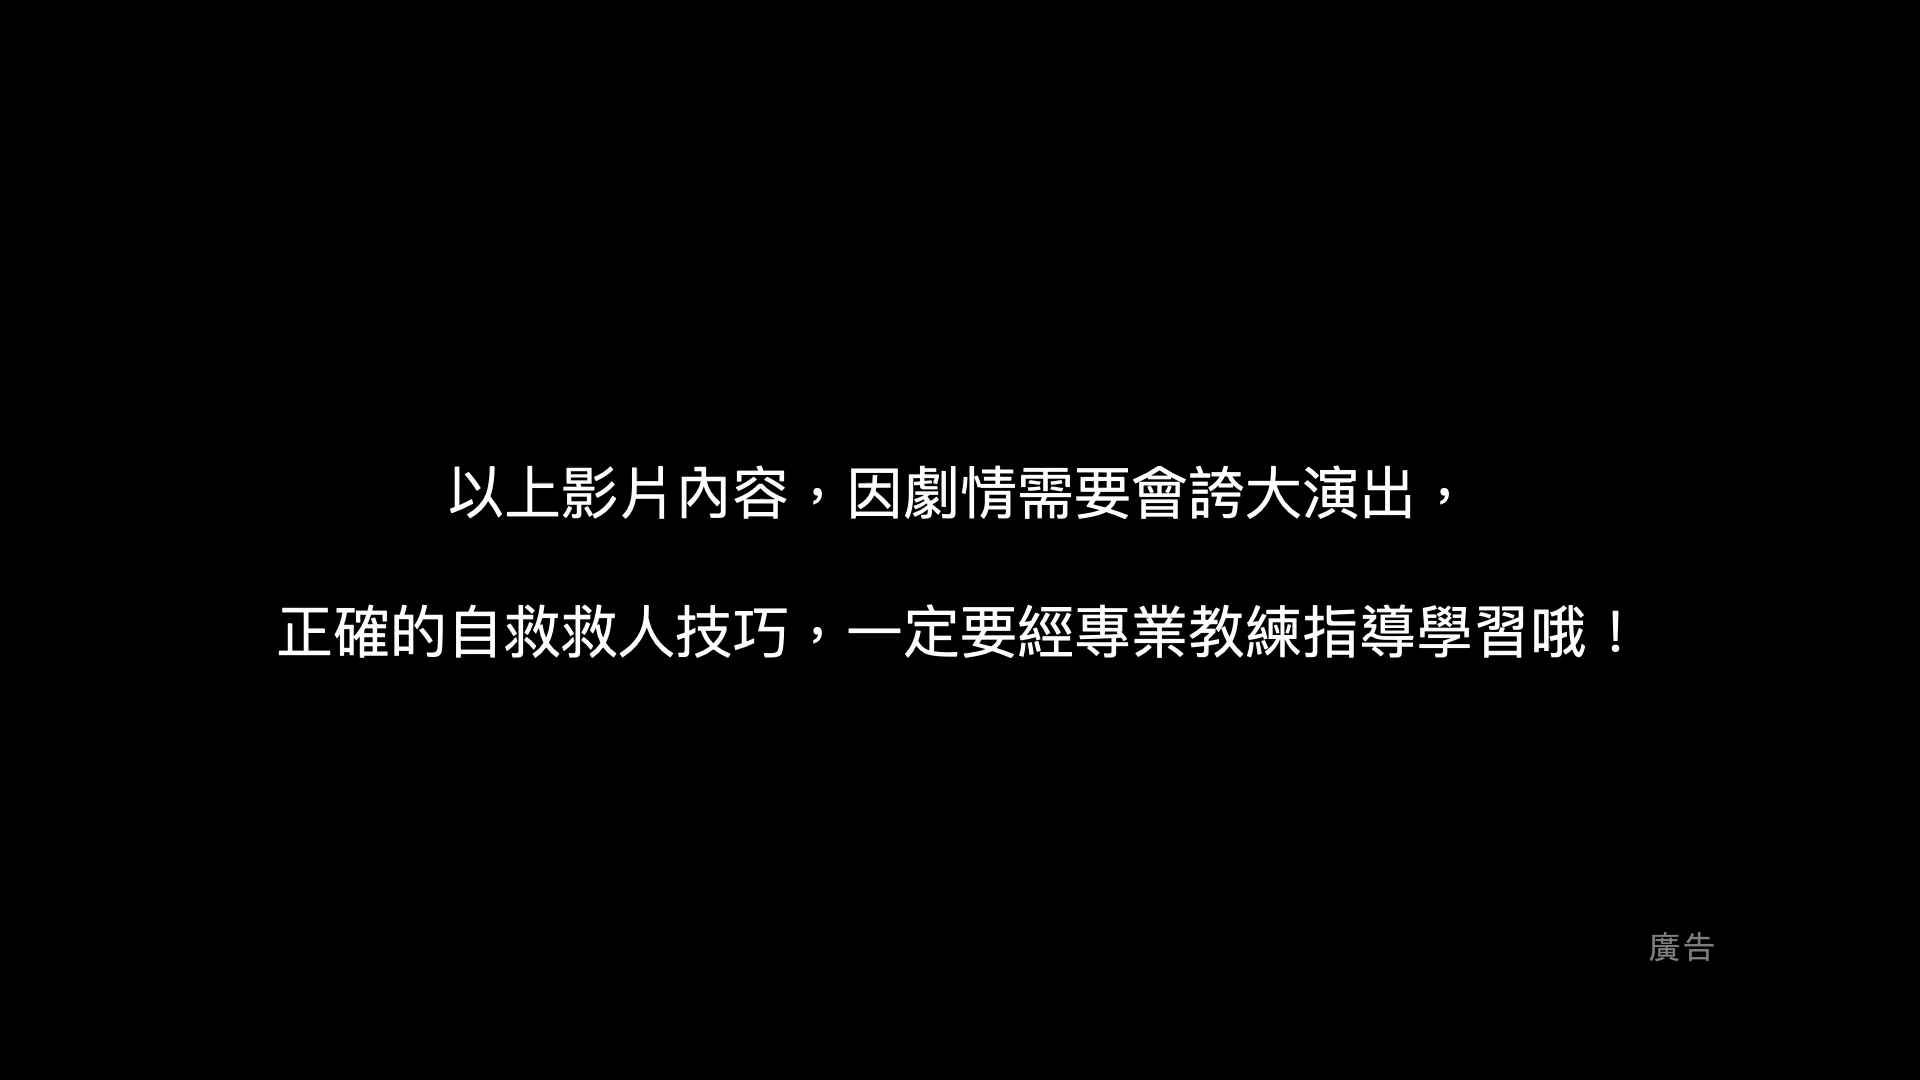 以上影片內容，因劇情需要會誇大演出，
正確的自救救人技巧，一定要經專業教練指導學習哦！
廣告